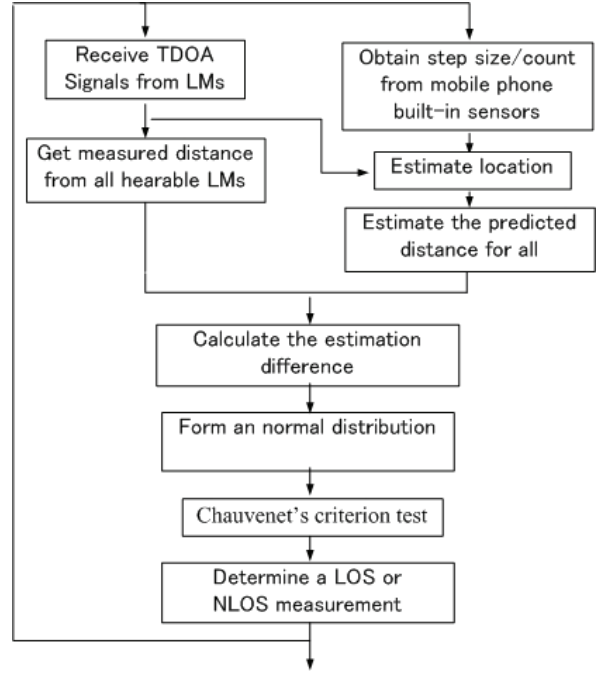 Receive TDOA
Signals from LMs
Obtain step size/count
from mobile phone
built-in sensors
Get measured distance
from all hearable LMs
Estimate location
Estimate the predicted
distance for all
Calculate the estimation
difference
Form an normal distribution
Chauvenet's criterion test
Determine a LOS or
NLOS measurement